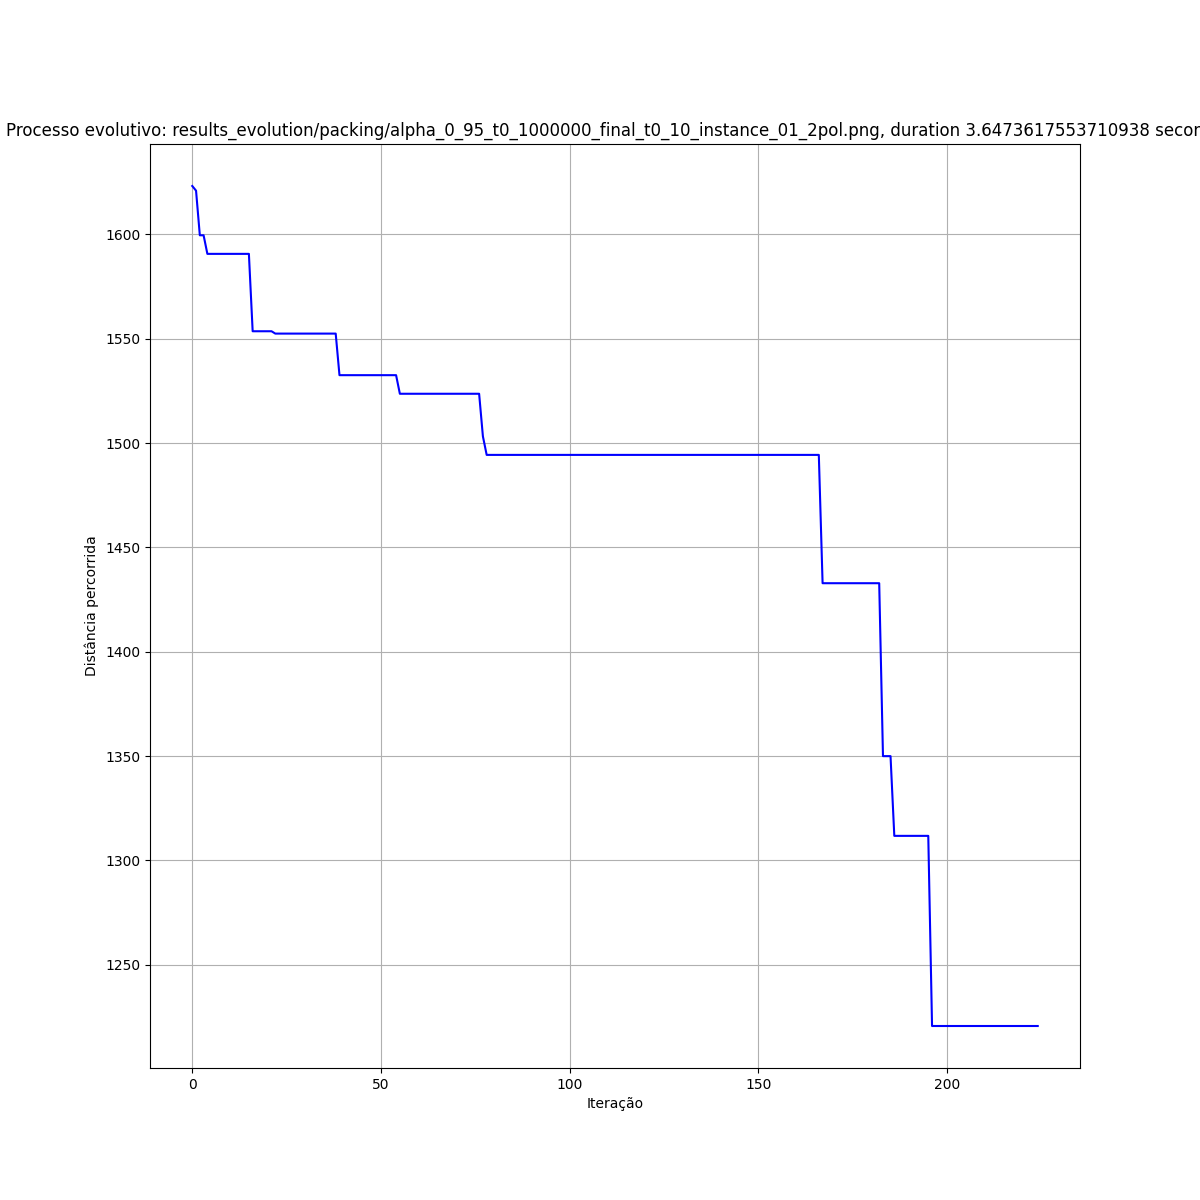 Processo evolutivo: results_evolution/packing/alpha_0_95_t0_1000000_final_t0_10_instance_01_2pol.png, duration 3.6473617553710938 secor
1600
1550
1500
1450
1400
1350
1300
1250
Distância percorrida
0 50 100 150 200
Iteração